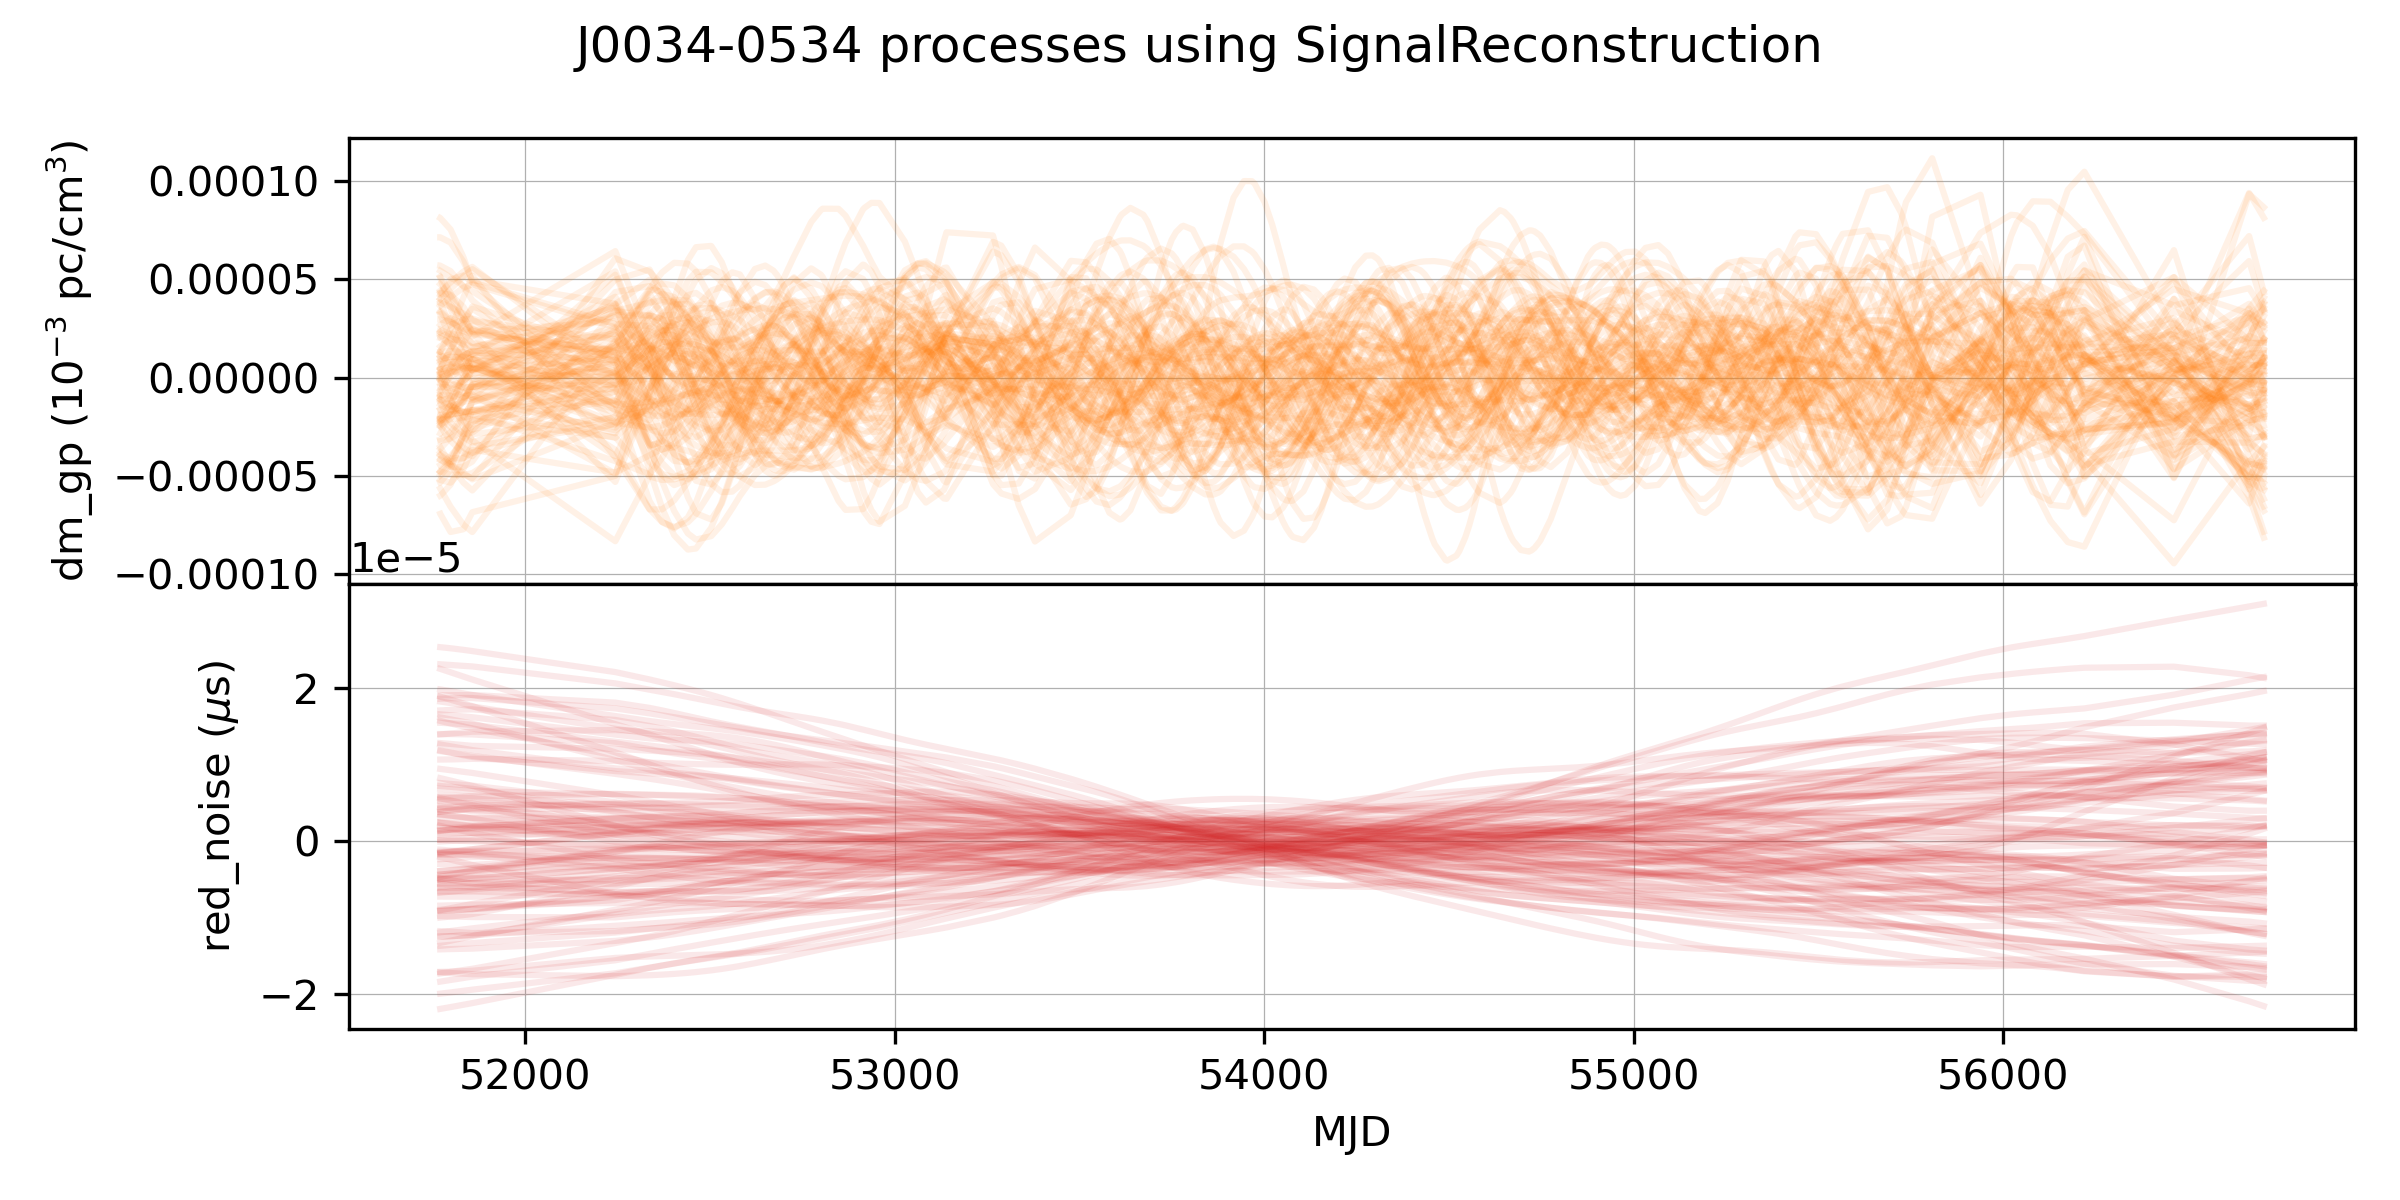 J0034-0534 processes using SignalReconstruction
dm_gp (10⁻³ pc/cm³)
0.00010
0.00005
0.00000
−0.00005
−0.00010
1e−5
red_noise (μs)
2
0
−2
52000 53000 54000 55000 56000
MJD